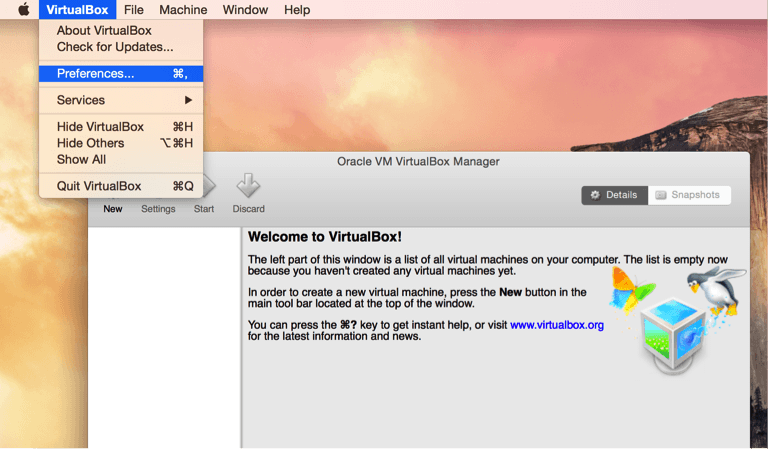 VirtualBox File Machine Window Help
About VirtualBox
Check for Updates...
Preferences... ⌘,
Services ▶
Hide VirtualBox ⌘H
Hide Others ⌥⌘H
Show All
Quit VirtualBox ⌘Q
Oracle VM VirtualBox Manager
New Settings Start Discard
Details Snapshots
Welcome to VirtualBox!
The left part of this window is a list of all virtual machines on your computer. The list is empty now
because you haven't created any virtual machines yet.
In order to create a new virtual machine, press the New button in the
main tool bar located at the top of the window.
You can press the ⌘? key to get instant help, or visit www.virtualbox.org
for the latest information and news.